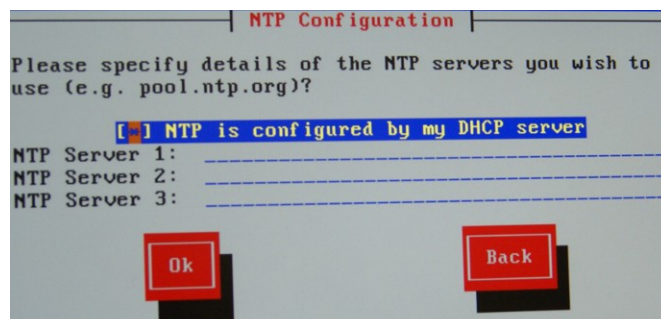 NTP Configuration
Please specify details of the NTP servers you wish to
use (e.g. pool.ntp.org)?
[*] NTP is configured by my DHCP server
NTP Server 1:
NTP Server 2:
NTP Server 3:
Ok Back